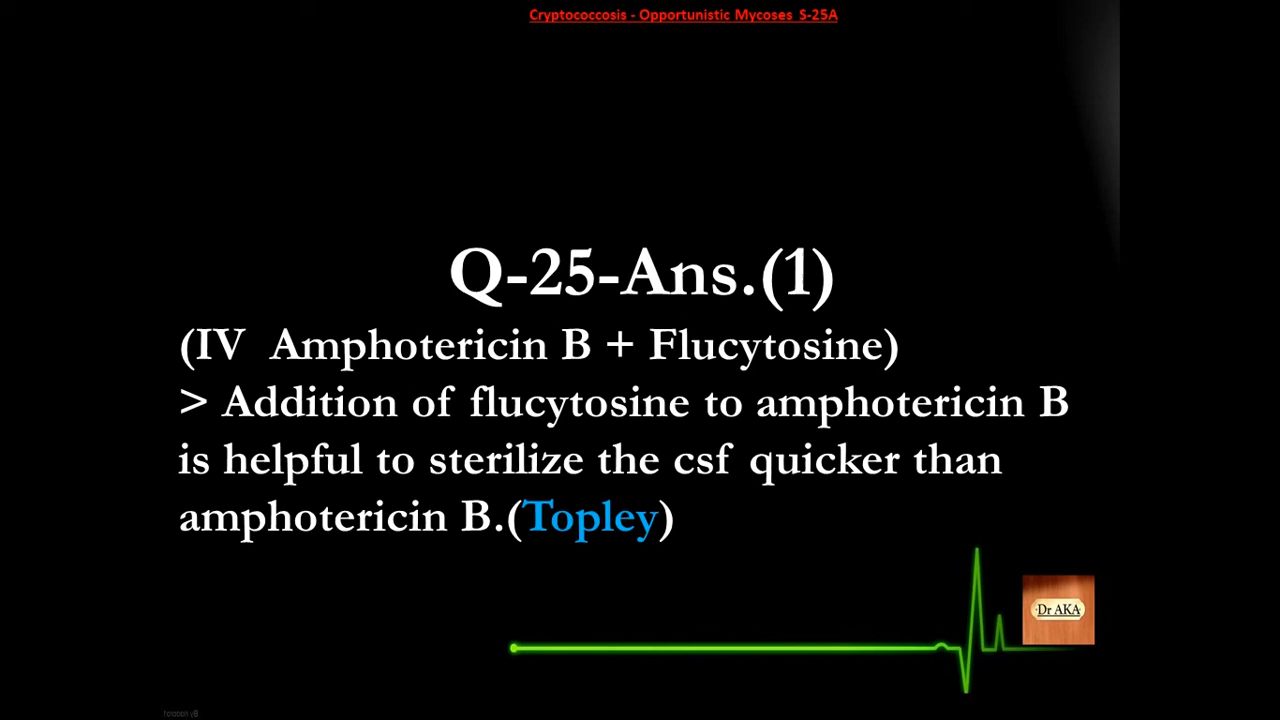 Cryptococcosis - Opportunistic Mycoses S-25A
Q-25-Ans.(1)
(IV Amphotericin B + Flucytosine)
> Addition of flucytosine to amphotericin B
is helpful to sterilize the csf quicker than
amphotericin B.(Topley)
Dr AKA